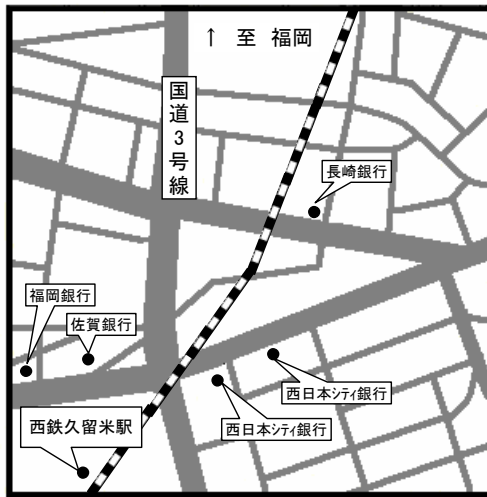 ↑ 至 福岡
国道3号線
長崎銀行
福岡銀行
佐賀銀行
西日本ｼﾃｨ銀行
西日本ｼﾃｨ銀行
西鉄久留米駅